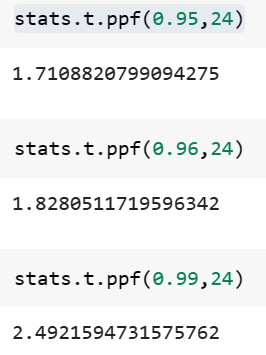 stats.t.ppf(0.95,24)
1.7108820799094275
stats.t.ppf(0.96,24)
1.8280511719596342
stats.t.ppf(0.99,24)
2.4921594731575762